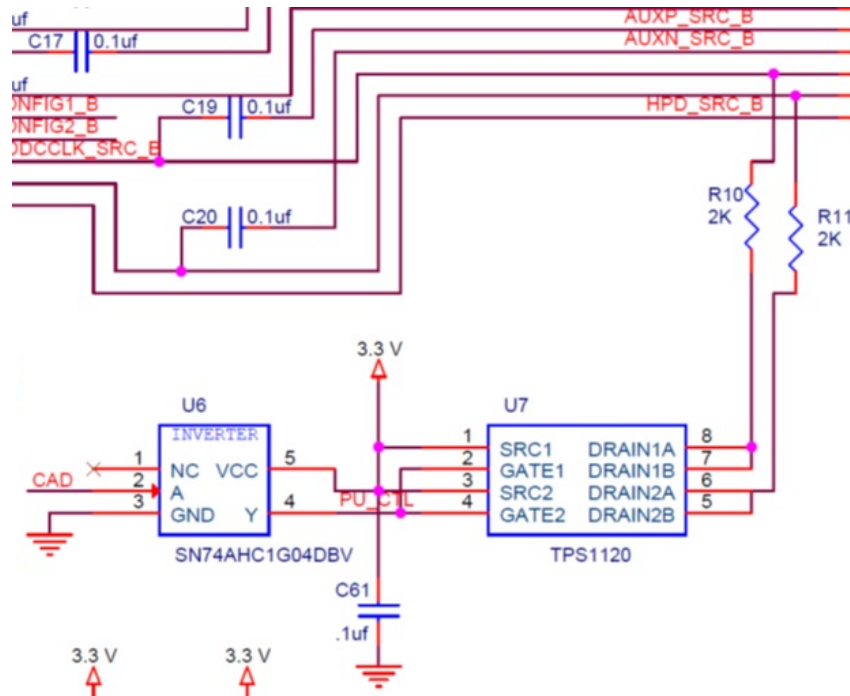 uf
C17 0.1uf
AUXP_SRC_B
AUXN_SRC_B
uf
C19 0.1uf
ONFIG1_B
HPD_SRC_B
ONFIG2_B
DDCCLK_SRC_B
C20 0.1uf
R10
2K
R11
2K
3.3 V
U6
U7
INVERTER
1 NC VCC 5
CAD 2 A
3 GND Y 4
PU_CTL
SN74AHC1G04DBV
1 SRC1 DRAIN1A 8
2 GATE1 DRAIN1B 7
3 SRC2 DRAIN2A 6
4 GATE2 DRAIN2B 5
TPS1120
C61
.1uf
3.3 V
3.3 V